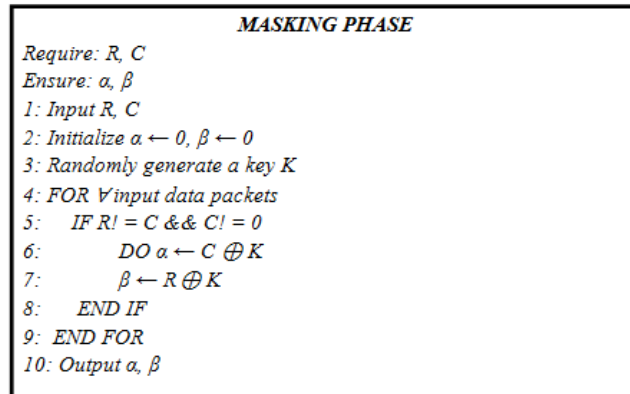 MASKING PHASE
Require: R, C
Ensure: α, β
1: Input R, C
2: Initialize α ← 0, β ← 0
3: Randomly generate a key K
4: FOR ∀ input data packets
5: IF R! = C && C! = 0
6: DO α ← C ⊕ K
7: β ← R ⊕ K
8: END IF
9: END FOR
10: Output α, β